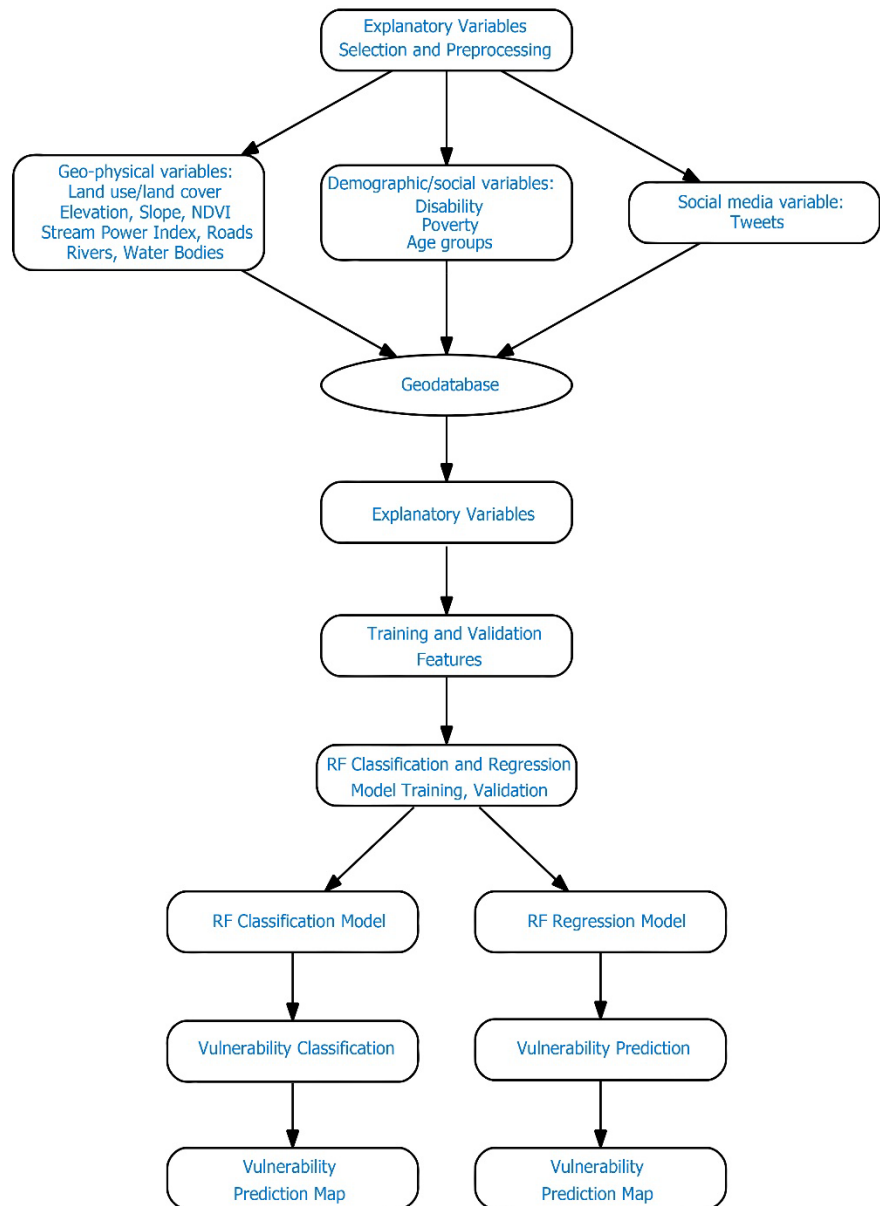 Explanatory Variables
Selection and Preprocessing
Geo-physical variables:
Land use/land cover
Elevation, Slope, NDVI
Stream Power Index, Roads
Rivers, Water Bodies
Demographic/social variables:
Disability
Poverty
Age groups
Social media variable:
Tweets
Geodatabase
Explanatory Variables
Training and Validation
Features
RF Classification and Regression
Model Training, Validation
RF Classification Model
RF Regression Model
Vulnerability Classification
Vulnerability Prediction
Vulnerability
Prediction Map
Vulnerability
Prediction Map